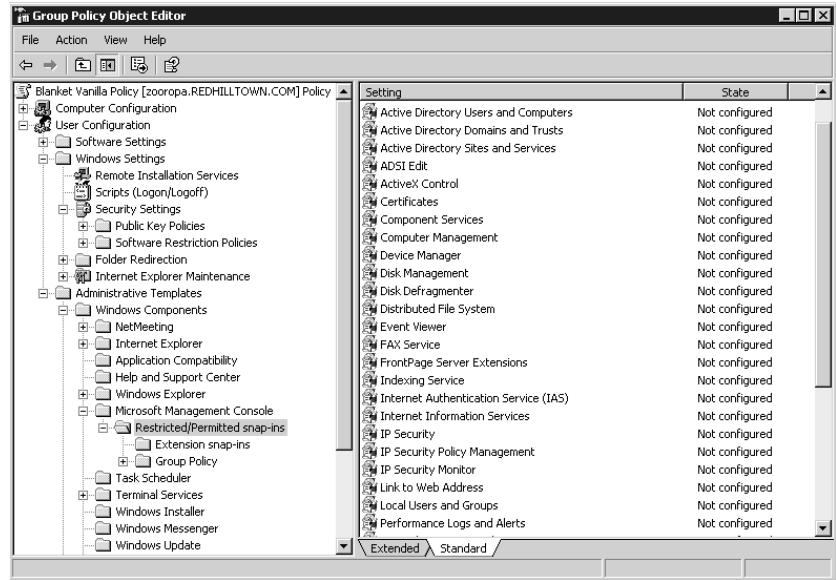 Group Policy Object Editor
File Action View Help
Blanket Vanilla Policy [zooropa.REDHILLTOWN.COM] Policy
Computer Configuration
User Configuration
Software Settings
Windows Settings
Remote Installation Services
Scripts (Logon/Logoff)
Security Settings
Public Key Policies
Software Restriction Policies
Folder Redirection
Internet Explorer Maintenance
Administrative Templates
Windows Components
NetMeeting
Internet Explorer
Application Compatibility
Help and Support Center
Windows Explorer
Microsoft Management Console
Restricted/Permitted snap-ins
Extension snap-ins
Group Policy
Task Scheduler
Terminal Services
Windows Installer
Windows Messenger
Windows Update
Setting State
Active Directory Users and Computers Not configured
Active Directory Domains and Trusts Not configured
Active Directory Sites and Services Not configured
ADSI Edit Not configured
ActiveX Control Not configured
Certificates Not configured
Component Services Not configured
Computer Management Not configured
Device Manager Not configured
Disk Management Not configured
Disk Defragmenter Not configured
Distributed File System Not configured
Event Viewer Not configured
FAX Service Not configured
FrontPage Server Extensions Not configured
Indexing Service Not configured
Internet Authentication Service (IAS) Not configured
Internet Information Services Not configured
IP Security Not configured
IP Security Policy Management Not configured
IP Security Monitor Not configured
Link to Web Address Not configured
Local Users and Groups Not configured
Performance Logs and Alerts Not configured
Extended Standard